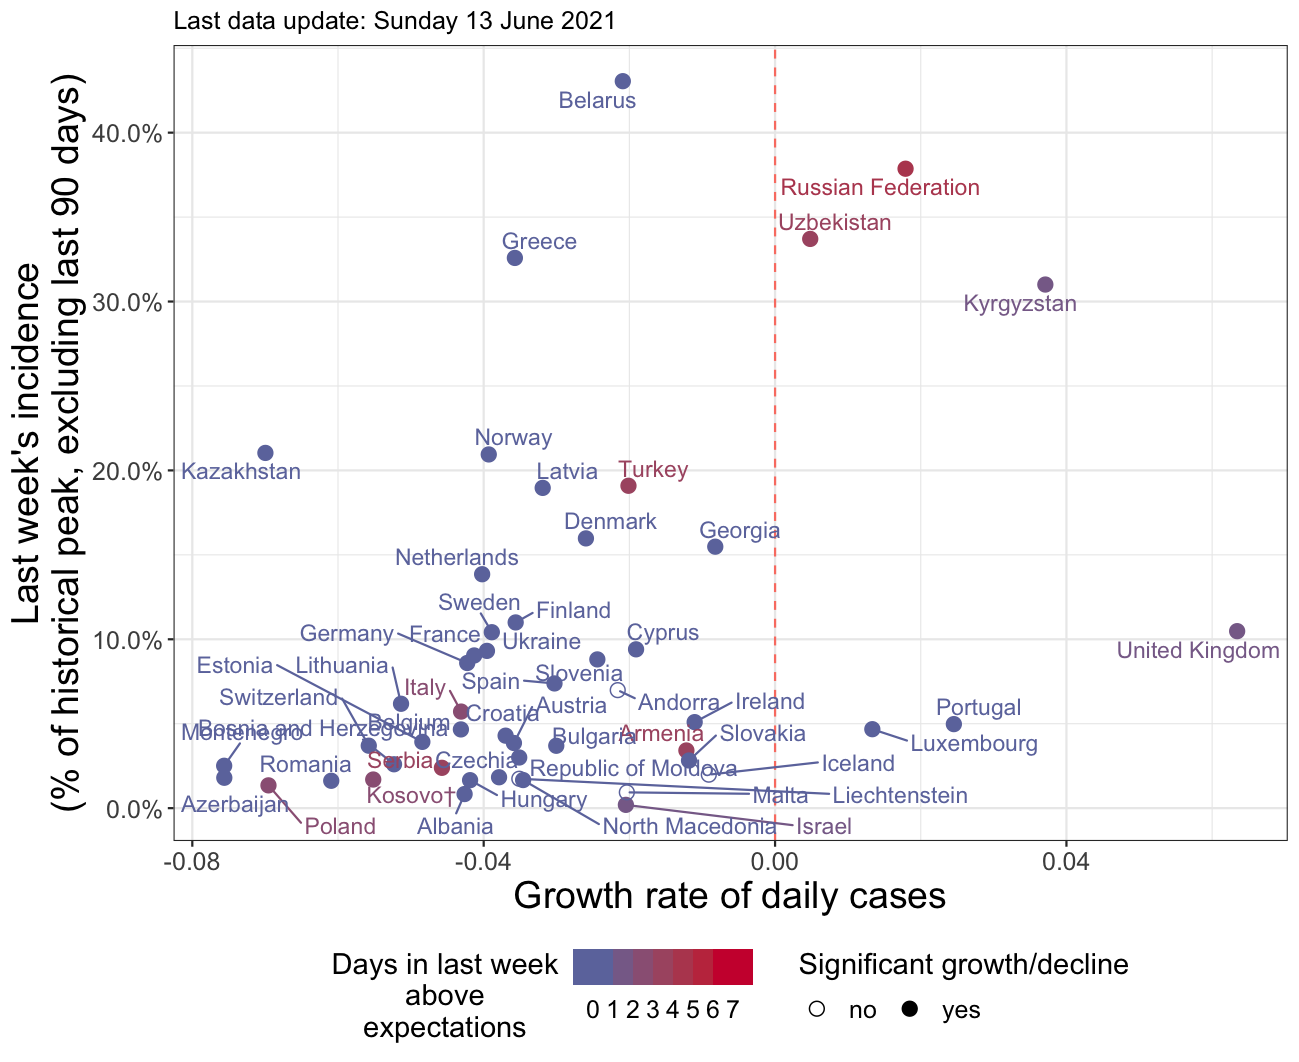 Last data update: Sunday 13 June 2021
Last week's incidence
(% of historical peak, excluding last 90 days)
40.0%
30.0%
20.0%
10.0%
0.0%
Belarus
Russian Federation
Uzbekistan
Greece
Kyrgyzstan
Norway
Kazakhstan
Latvia
Turkey
Denmark
Georgia
Netherlands
Sweden
Finland
Germany
France
Ukraine
Cyprus
United Kingdom
Estonia
Lithuania
Slovenia
Spain
Italy
Switzerland
Andorra
Ireland
Austria
Croatia
Portugal
Belgium
Bosnia and Herzegovina
Montenegro
Bulgaria
Armenia
Slovakia
Luxembourg
Romania
Serbia
Czechia
Republic of Moldova
Iceland
Kosovo†
Hungary
Malta
Liechtenstein
Azerbaijan
Poland
Albania
North Macedonia
Israel
-0.08
-0.04
0.00
0.04
Growth rate of daily cases
Days in last week
above
expectations
0 1 2 3 4 5 6 7
Significant growth/decline
no
yes